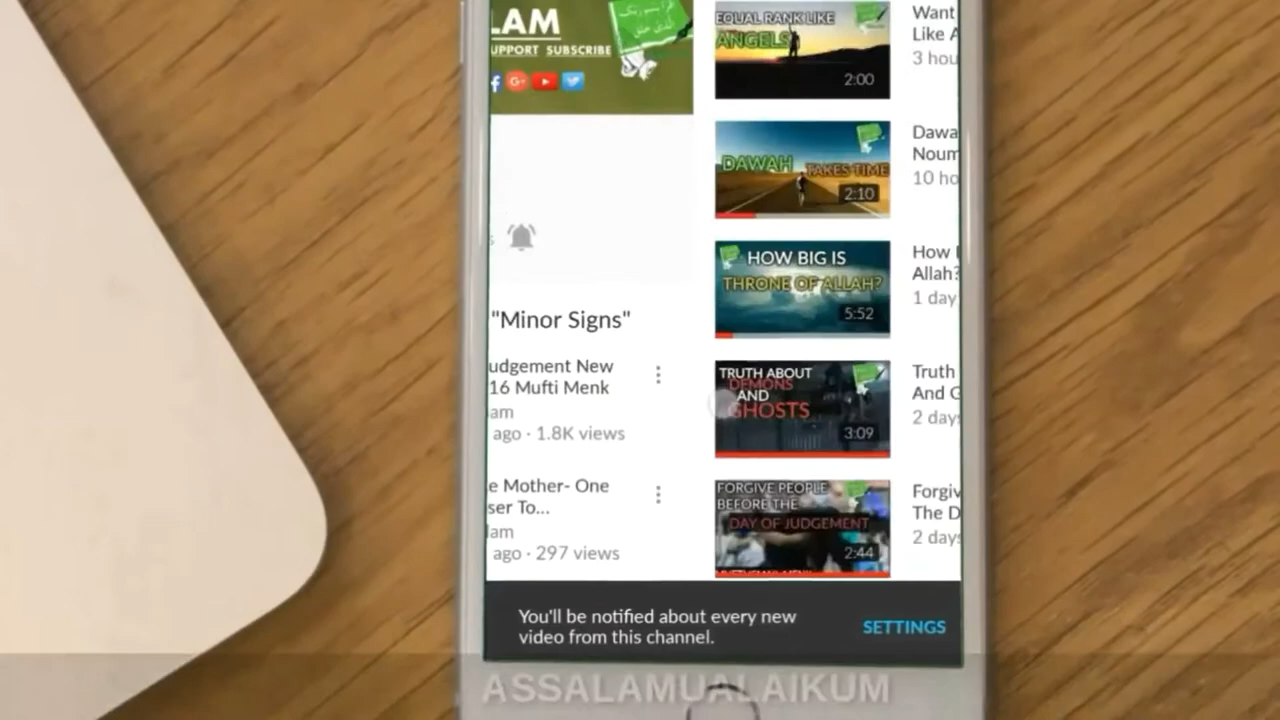 LAM
UPPORT SUBSCRIBE
"Minor Signs"
udgement New
16 Mufti Menk
am
ago · 1.8K views
e Mother- One
ser To...
lam
ago · 297 views
EQUAL RANK LIKE
ANGELS
2:00
Want
Like A
3 hou
DAWAH
TAKES TIME
2:10
Dawa
Noum
10 ho
HOW BIG IS
THRONE OF ALLAH?
5:52
How
Allah?
1 day
TRUTH ABOUT
DEMONS
AND
GHOSTS
3:09
Truth
And G
2 days
FORGIVE PEOPLE
BEFORE THE
DAY OF JUDGEMENT
2:44
Forgiv
The D
2 days
You'll be notified about every new
video from this channel.
SETTINGS
ASSALAMUALAIKUM